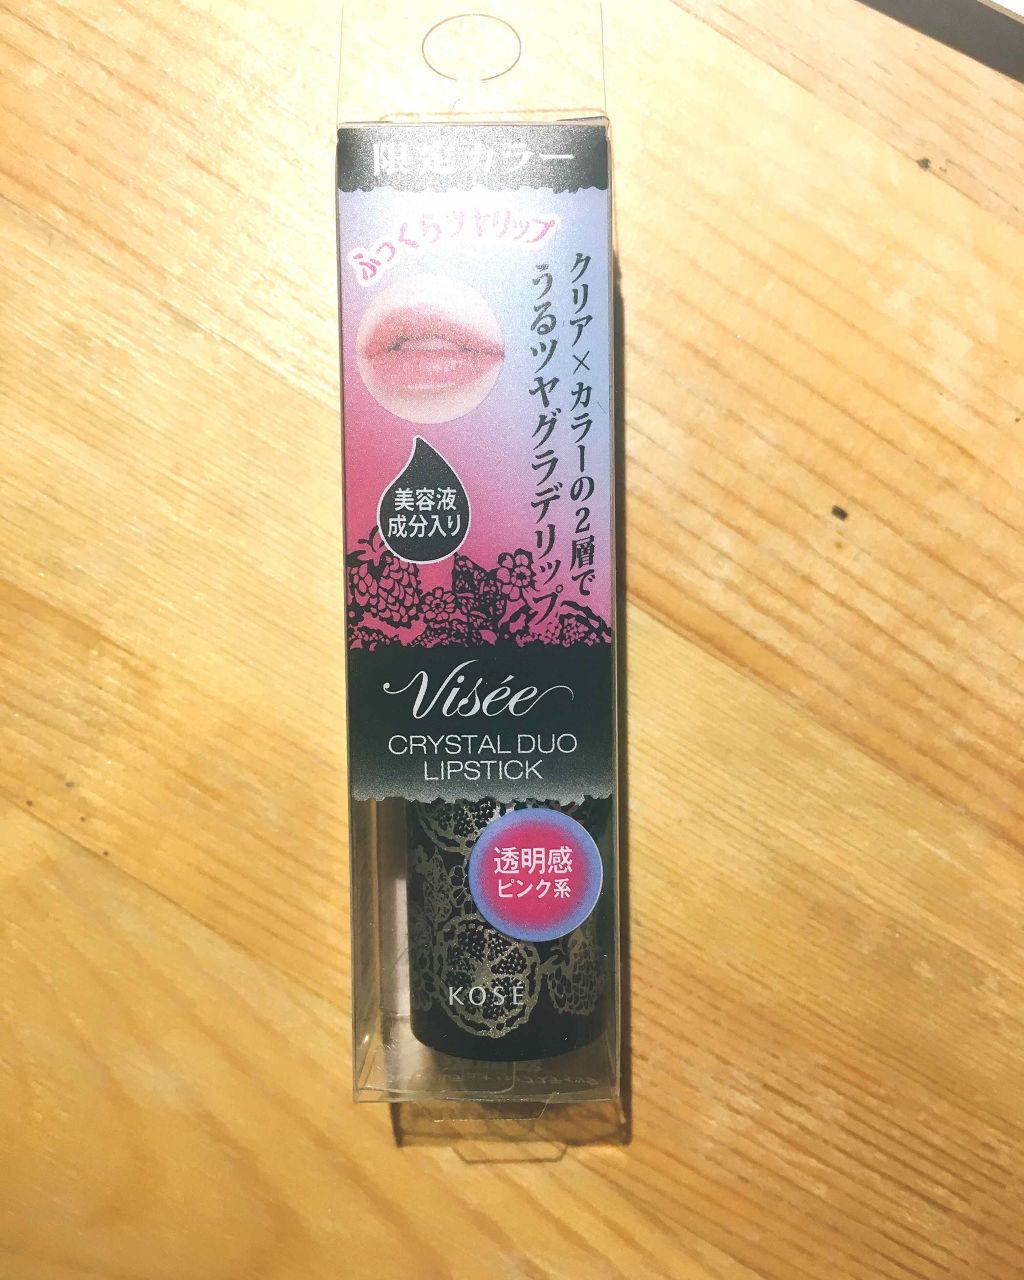 限定カラー
ふっくらツヤリップ
クリア×カラーの2層で
うるツヤグラデリップ
美容液
成分入り
Visée
CRYSTAL DUO
LIPSTICK
透明感
ピンク系
KOSÉ